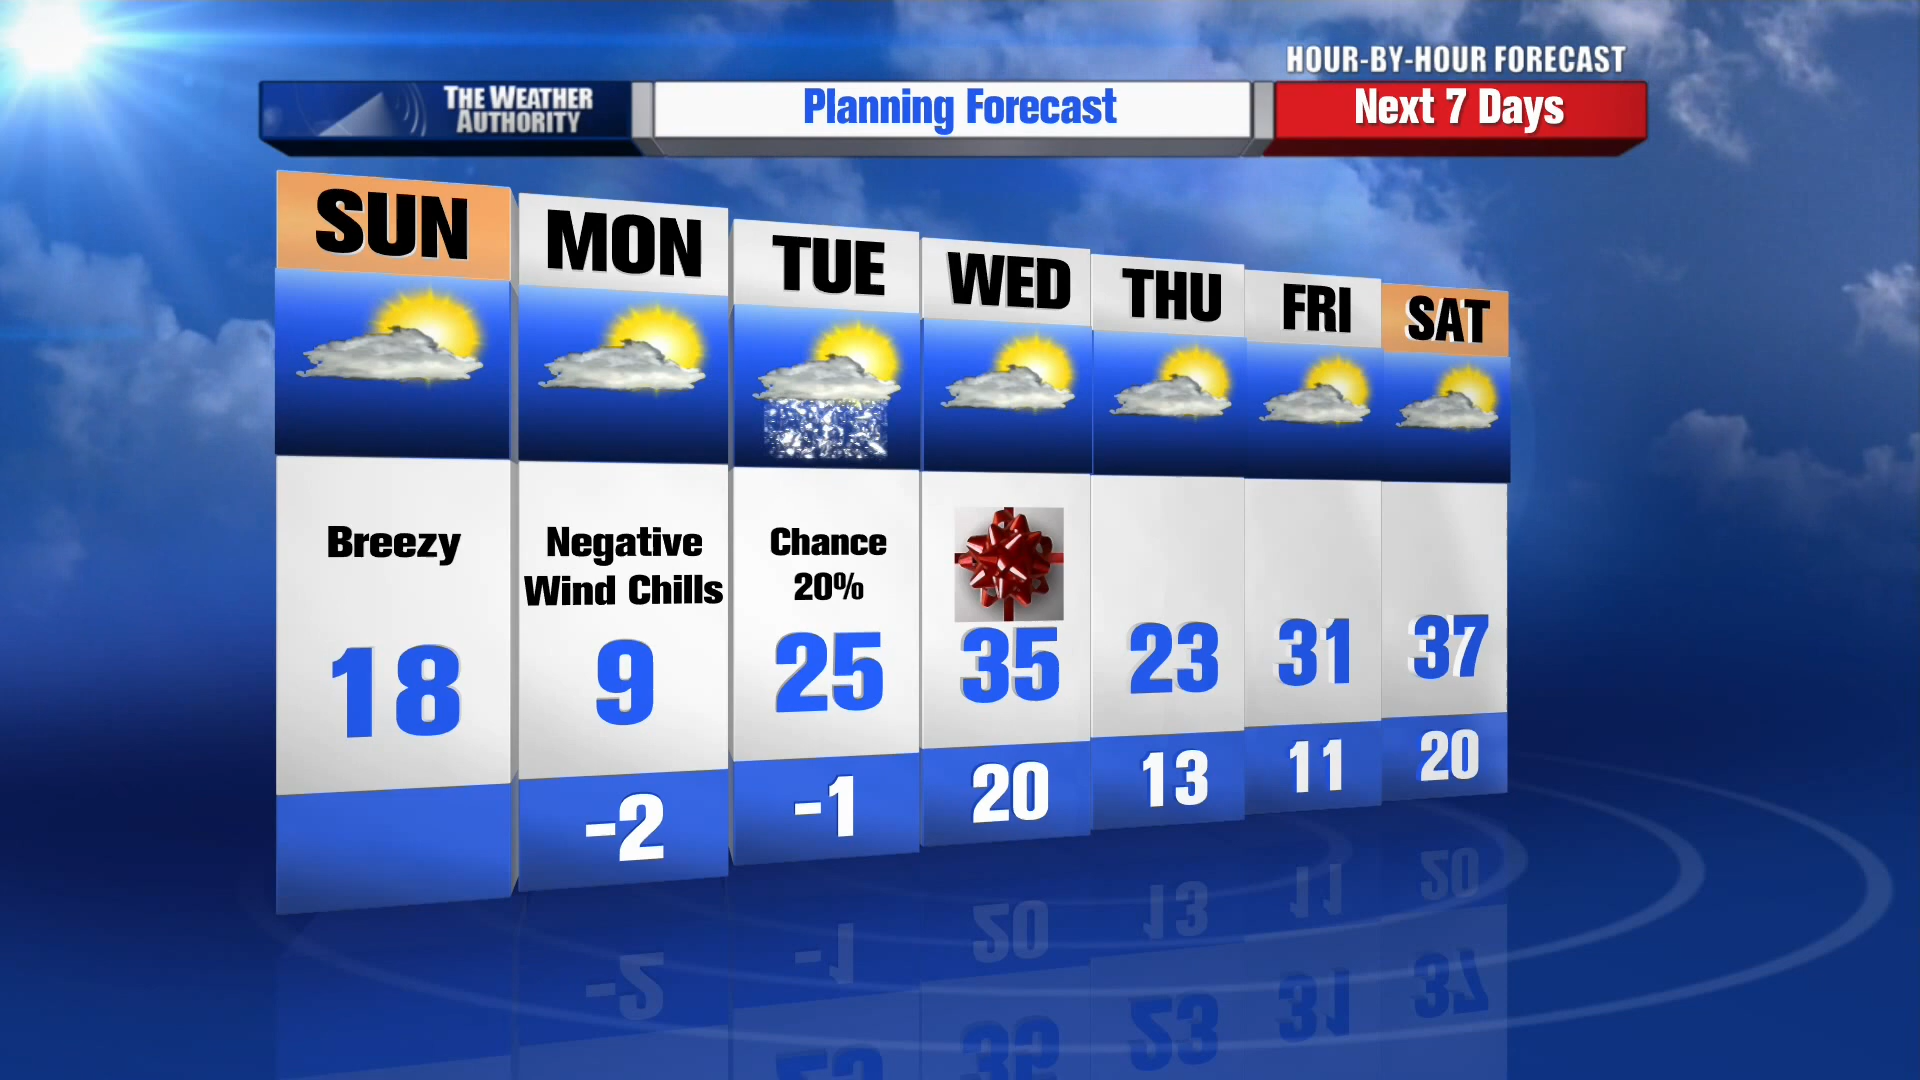 HOUR-BY-HOUR FORECAST
THE WEATHER
AUTHORITY
Planning Forecast
Next 7 Days
SUN
MON
TUE
WED
THU
FRI
SAT
Breezy
Negative
Wind Chills
Chance
20%
18
9
25
35
23
31
37
-2
-1
20
13
11
20